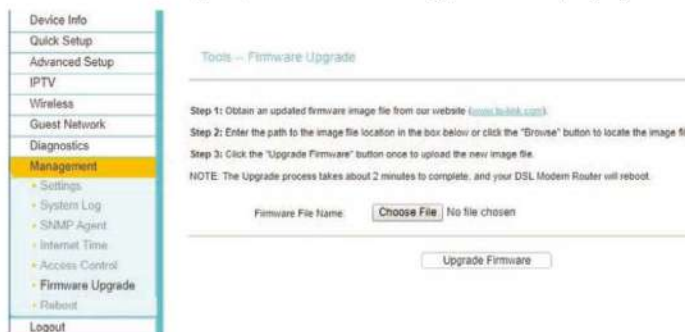 Device Info
Quick Setup
Advanced Setup
IPTV
Wireless
Guest Network
Diagnostics
Management
Settings
System Log
SNMP Agent
Internet Time
Access Control
Firmware Upgrade
Reboot
Logout
Tools -- Firmware Upgrade
Step 1: Obtain an updated firmware image file from our website (www.tp-link.com).
Step 2: Enter the path to the image file location in the box below or click the "Browse" button to locate the image fi
Step 3: Click the "Upgrade Firmware" button once to upload the new image file.
NOTE: The Upgrade process takes about 2 minutes to complete, and your DSL Modem Router will reboot.
Firmware File Name: Choose File No file chosen
Upgrade Firmware